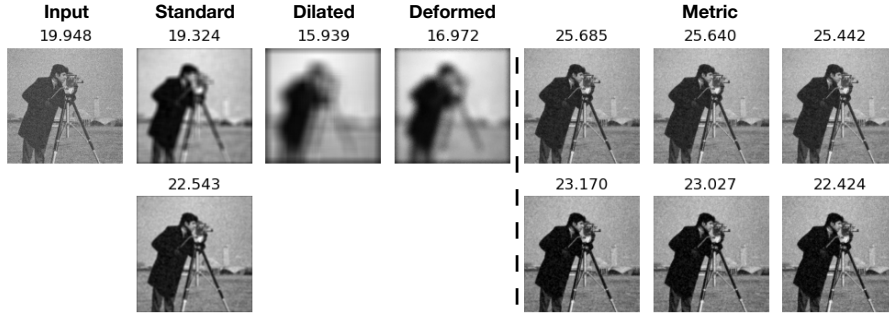 Input Standard Dilated Deformed Metric
19.948 19.324 15.939 16.972 25.685 25.640 25.442
22.543 23.170 23.027 22.424